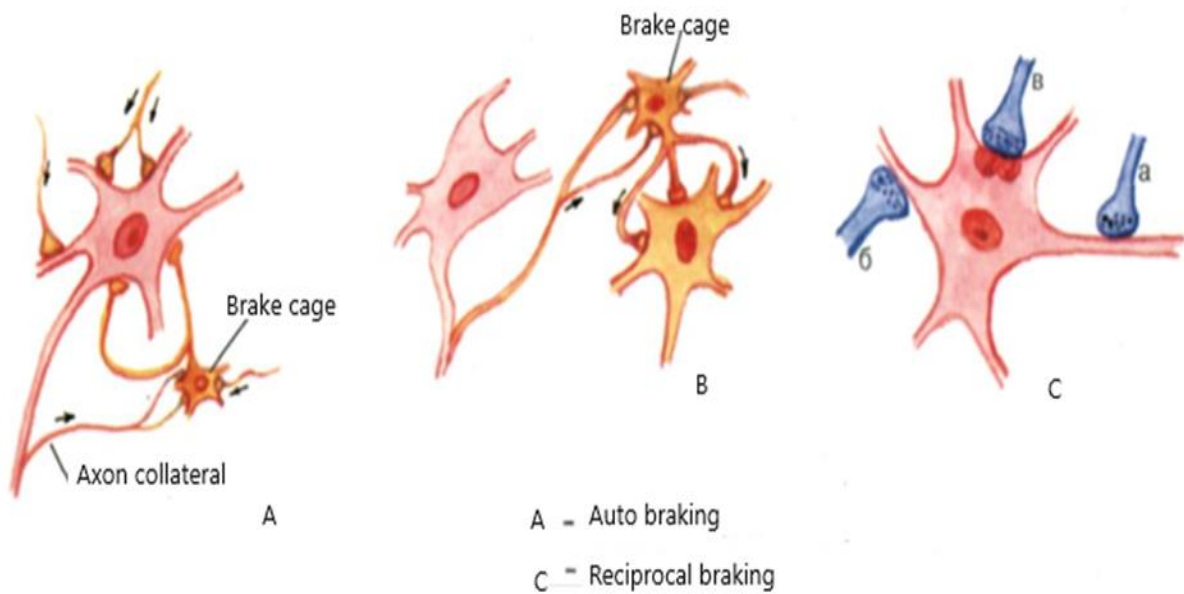 Brake cage
Brake cage
Axon collateral
A
B
в
а
б
C
A - Auto braking
C - Reciprocal braking